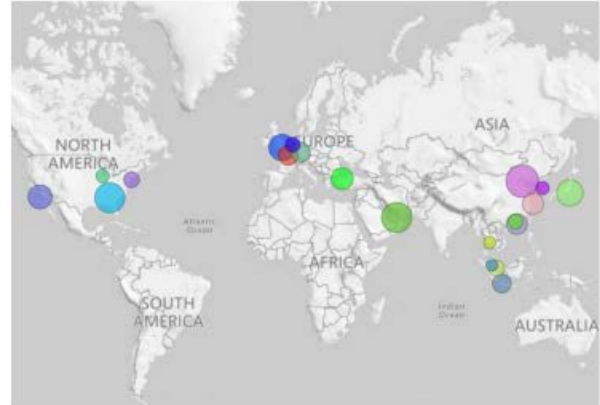 ASIA
NORTH
AMERICA
EUROPE
Atlantic
Ocean
AFRICA
SOUTH
AMERICA
Indian
Ocean
AUSTRALIA